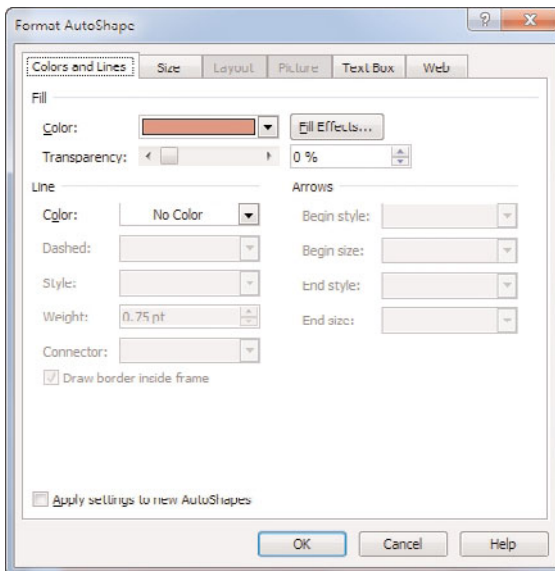 Format AutoShape
Colors and Lines Size Layout Picture Text Box Web
Fill
Color: Fill Effects...
Transparency: 0 %
Line Arrows
Color: No Color Begin style:
Dashed: Begin size:
Style: End style:
Weight: 0.75 pt End size:
Connector:
Draw border inside frame
Apply settings to new AutoShapes
OK Cancel Help